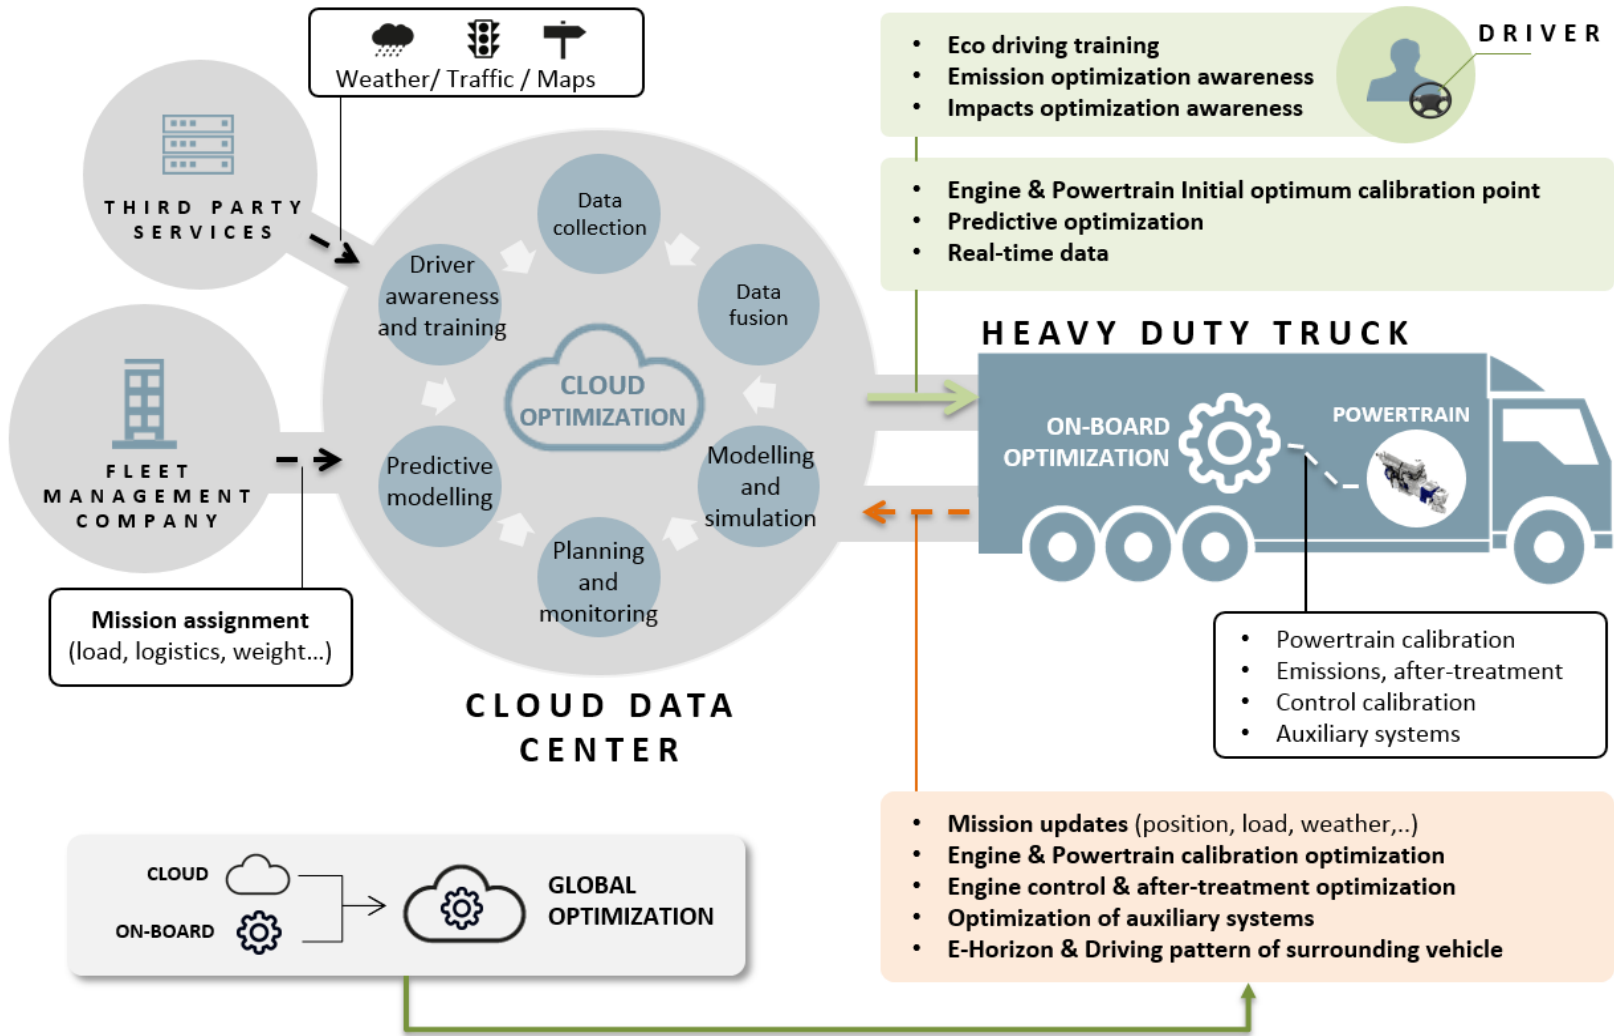 Weather/ Traffic / Maps
THIRD PARTY
SERVICES
FLEET
MANAGEMENT
COMPANY
Mission assignment
(load, logistics, weight...)
Data
collection
Data
fusion
Modelling
and
simulation
Planning
and
monitoring
Predictive
modelling
Driver
awareness
and training
CLOUD
OPTIMIZATION
CLOUD DATA
CENTER
DRIVER
• Eco driving training
• Emission optimization awareness
• Impacts optimization awareness
• Engine & Powertrain Initial optimum calibration point
• Predictive optimization
• Real-time data
HEAVY DUTY TRUCK
ON-BOARD
OPTIMIZATION
POWERTRAIN
• Powertrain calibration
• Emissions, after-treatment
• Control calibration
• Auxiliary systems
• Mission updates (position, load, weather,..)
• Engine & Powertrain calibration optimization
• Engine control & after-treatment optimization
• Optimization of auxiliary systems
• E-Horizon & Driving pattern of surrounding vehicle
CLOUD
ON-BOARD
GLOBAL
OPTIMIZATION